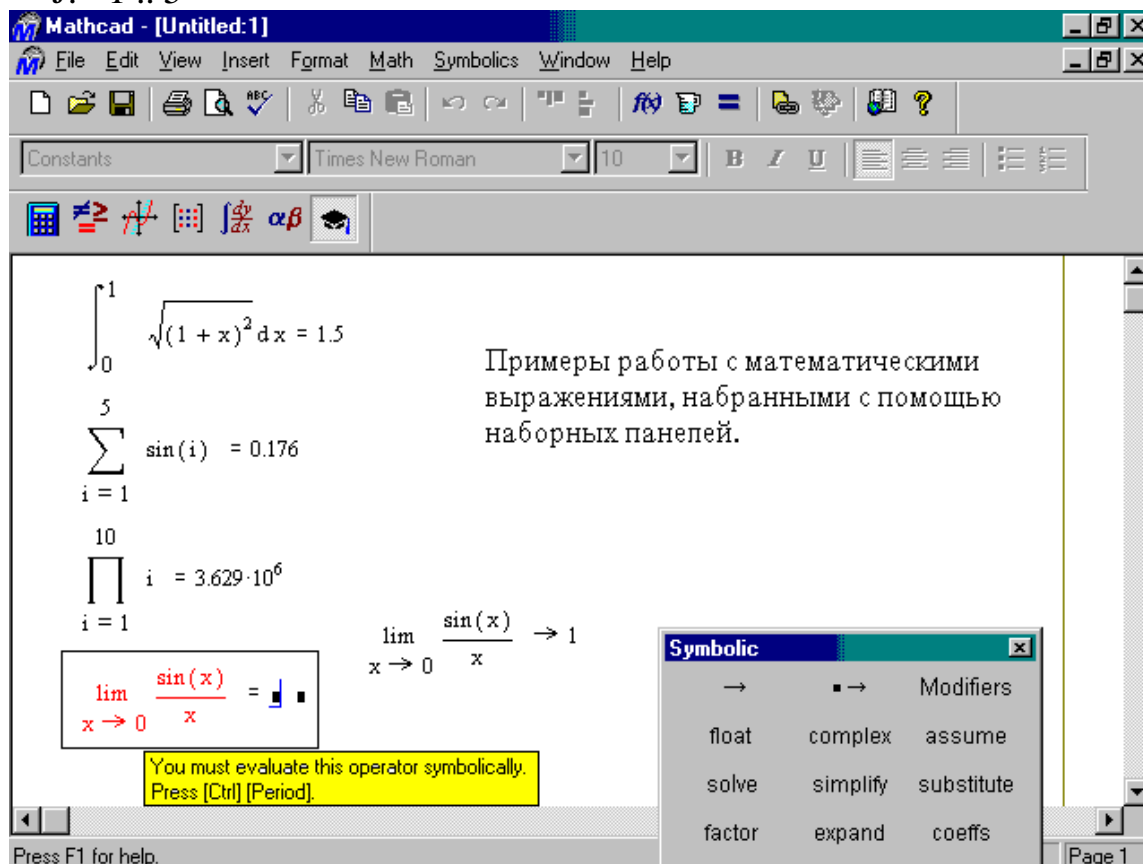 Mathcad - [Untitled:1]
File Edit View Insert Format Math Symbolics Window Help
Constants Times New Roman 10 B I U
∫₀¹ √(1 + x)² d x = 1.5
Примеры работы с математическими
выражениями, набранными с помощью
наборных панелей.
5
∑ sin(i) = 0.176
i = 1
10
∏ i = 3.629·10⁶
i = 1
lim sin(x)/x → 1
x → 0
lim sin(x)/x = ▪ ▪
x → 0
You must evaluate this operator symbolically.
Press [Ctrl] [Period].
Symbolic
→ ▪ → Modifiers
float complex assume
solve simplify substitute
factor expand coeffs
Press F1 for help.
Page 1